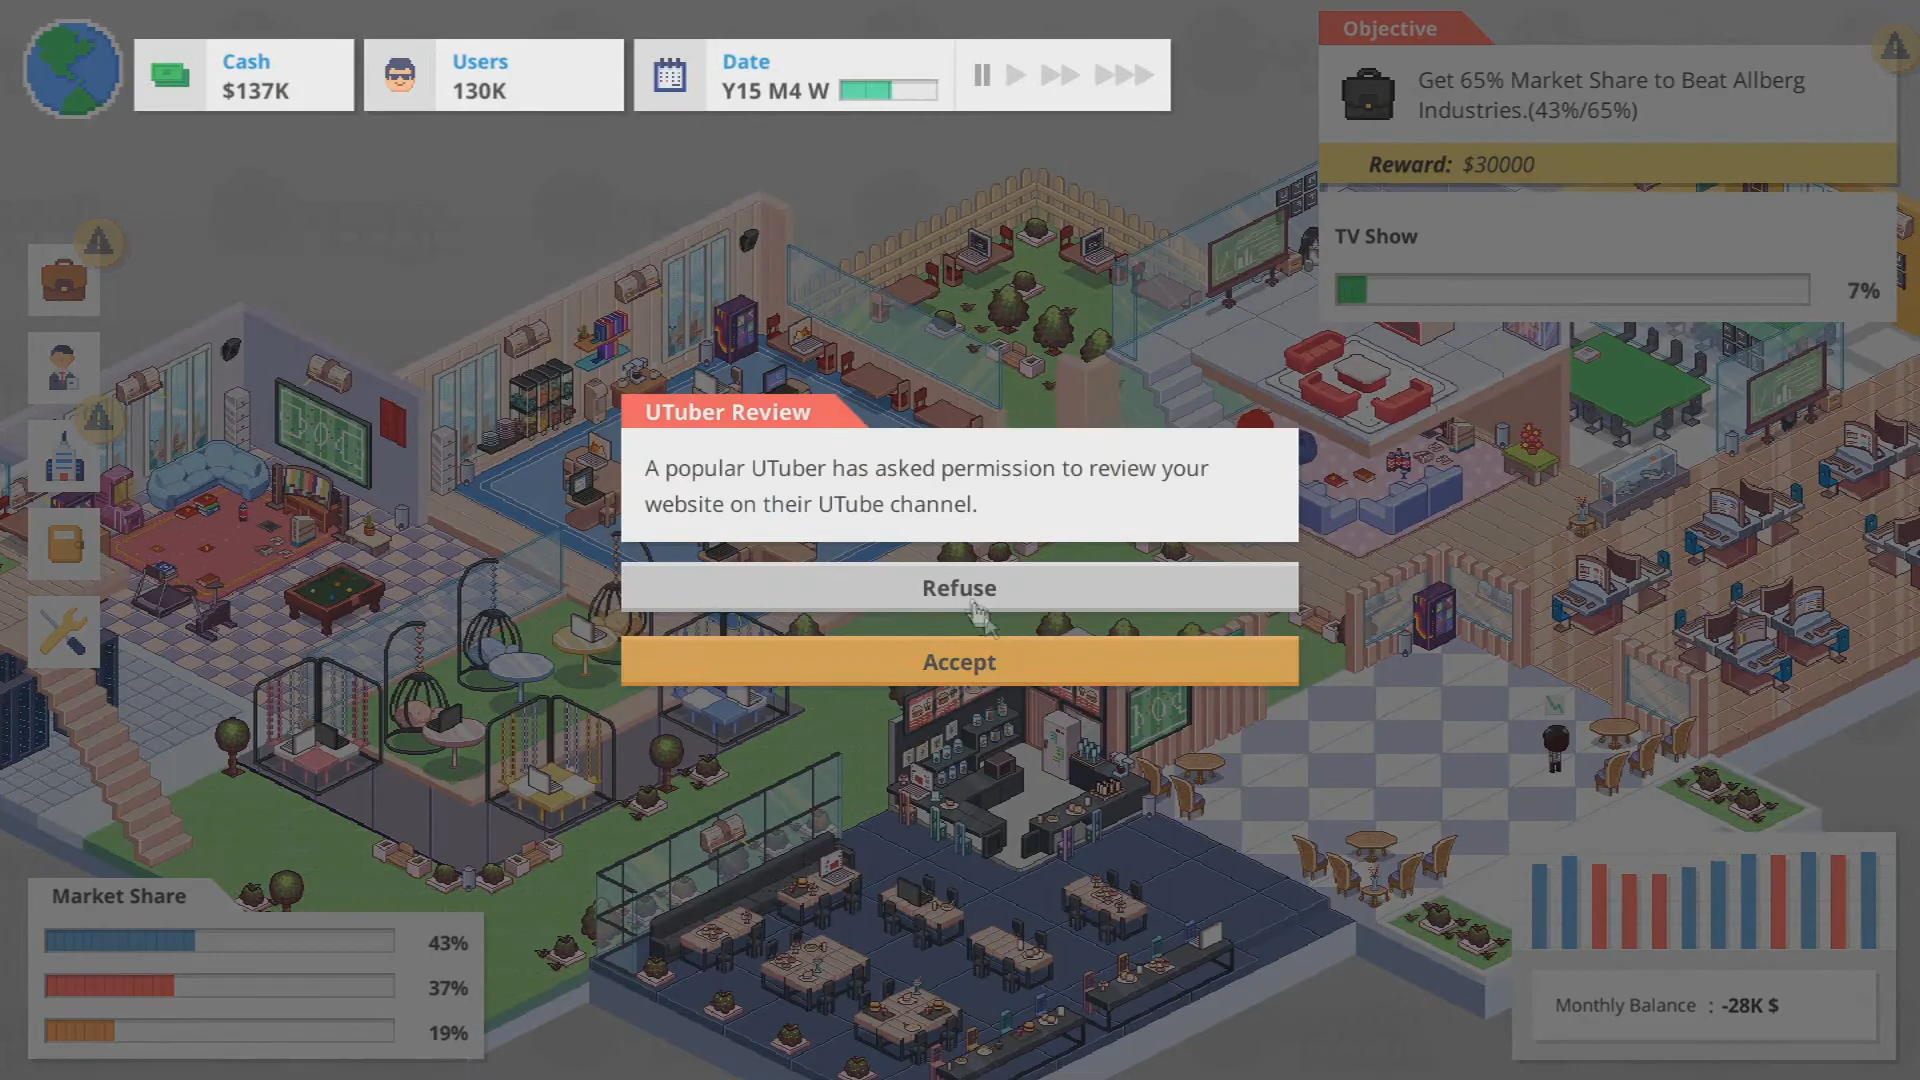 Cash
$137K
Users
130K
Date
Y15 M4 W
Objective
Get 65% Market Share to Beat Allberg
Industries.(43%/65%)
Reward: $30000
TV Show
7%
UTuber Review
A popular UTuber has asked permission to review your
website on their UTube channel.
Refuse
Accept
Market Share
43%
37%
19%
Monthly Balance : -28K $